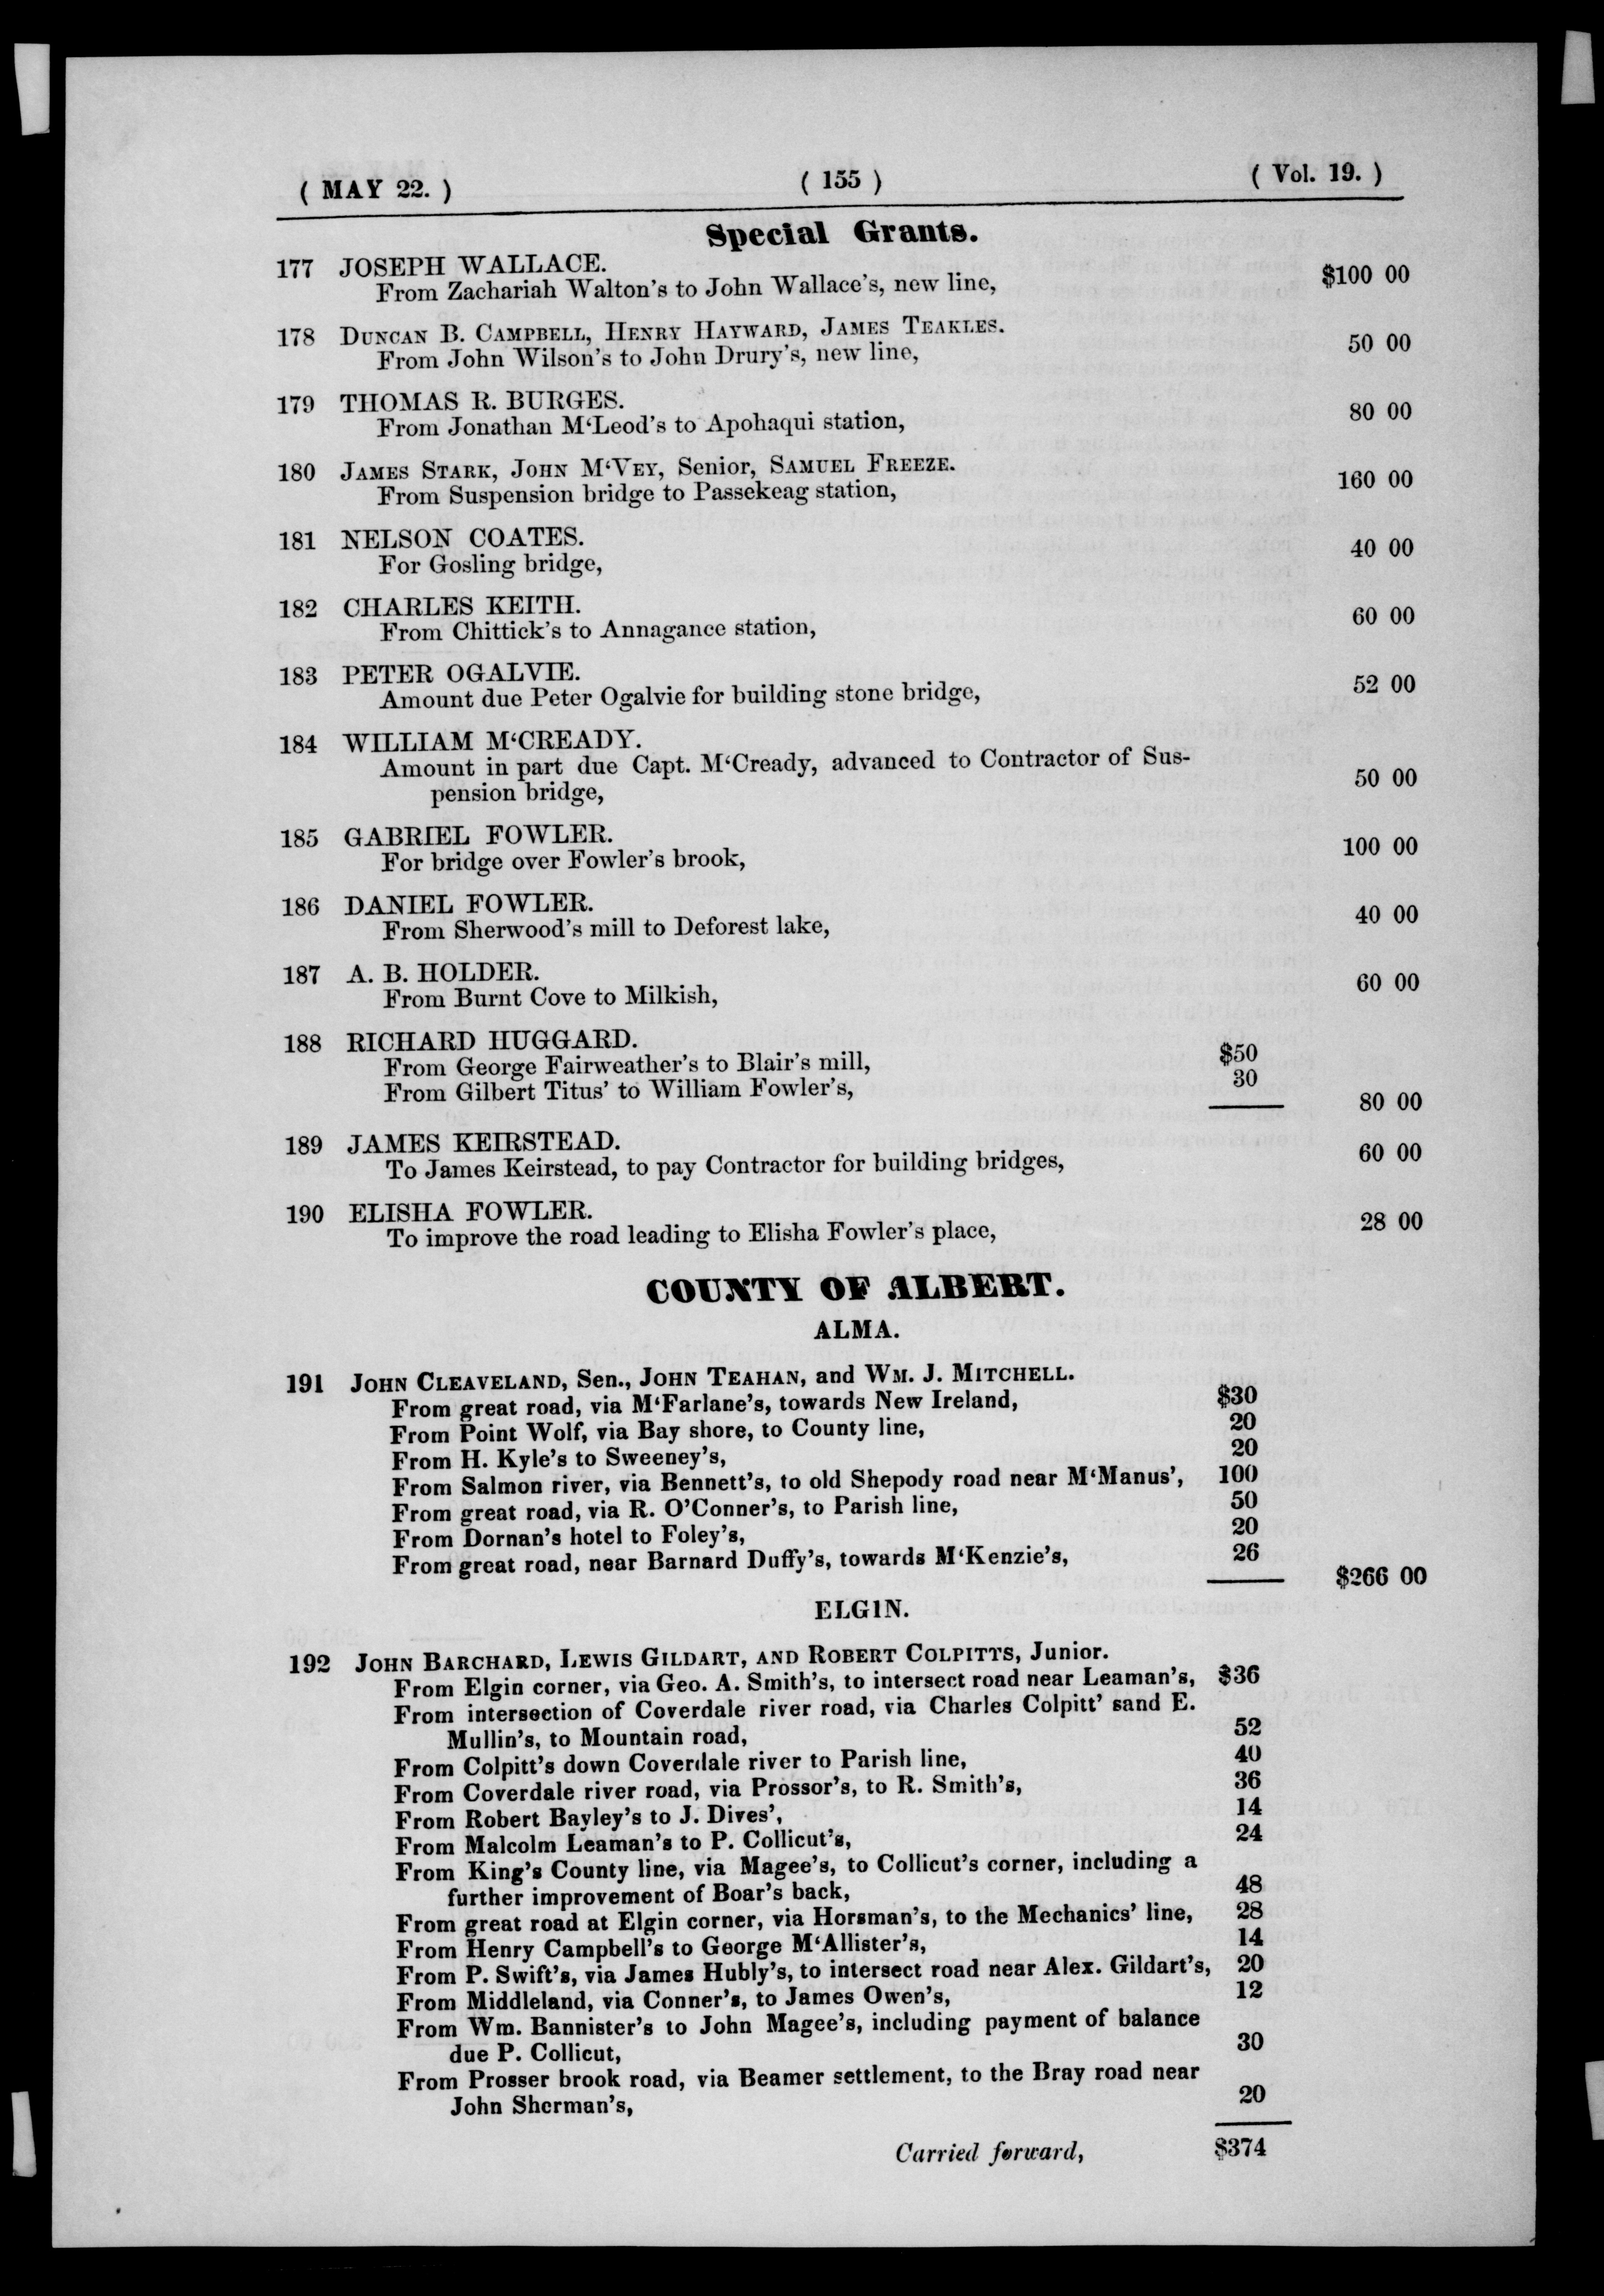 ( MAY 22. ) ( 155 ) ( Vol. 19. )
Special Grants.
177 JOSEPH WALLACE.
From Zachariah Walton's to John Wallace's, new line, $100 00
178 DUNCAN B. CAMPBELL, HENRY HAYWARD, JAMES TEAKLES.
From John Wilson's to John Drury's, new line, 50 00
179 THOMAS R. BURGES.
From Jonathan M‘Leod's to Apohaqui station, 80 00
180 JAMES STARK, JOHN M‘VEY, Senior, SAMUEL FREEZE.
From Suspension bridge to Passekeag station, 160 00
181 NELSON COATES.
For Gosling bridge, 40 00
182 CHARLES KEITH.
From Chittick's to Annagance station, 60 00
183 PETER OGALVIE.
Amount due Peter Ogalvie for building stone bridge, 52 00
184 WILLIAM M‘CREADY.
Amount in part due Capt. M‘Cready, advanced to Contractor of Sus-
pension bridge, 50 00
185 GABRIEL FOWLER.
For bridge over Fowler's brook, 100 00
186 DANIEL FOWLER.
From Sherwood's mill to Deforest lake, 40 00
187 A. B. HOLDER.
From Burnt Cove to Milkish, 60 00
188 RICHARD HUGGARD.
From George Fairweather's to Blair's mill, $50
From Gilbert Titus' to William Fowler's, 30
80 00
189 JAMES KEIRSTEAD.
To James Keirstead, to pay Contractor for building bridges, 60 00
190 ELISHA FOWLER.
To improve the road leading to Elisha Fowler's place, 28 00
COUNTY OF ALBERT.
ALMA.
191 JOHN CLEAVELAND, Sen., JOHN TEAHAN, and WM. J. MITCHELL.
From great road, via M‘Farlane's, towards New Ireland, $30
From Point Wolf, via Bay shore, to County line, 20
From H. Kyle's to Sweeney's, 20
From Salmon river, via Bennett's, to old Shepody road near M‘Manus', 100
From great road, via R. O'Conner's, to Parish line, 50
From Dornan's hotel to Foley's, 20
From great road, near Barnard Duffy's, towards M‘Kenzie's, 26
$266 00
ELGIN.
192 JOHN BARCHARD, LEWIS GILDART, AND ROBERT COLPITTS, Junior.
From Elgin corner, via Geo. A. Smith's, to intersect road near Leaman's, $36
From intersection of Coverdale river road, via Charles Colpitt' sand E.
Mullin's, to Mountain road, 52
From Colpitt's down Coverdale river to Parish line, 40
From Coverdale river road, via Prossor's, to R. Smith's, 36
From Robert Bayley's to J. Dives', 14
From Malcolm Leaman's to P. Collicut's, 24
From King's County line, via Magee's, to Collicut's corner, including a
further improvement of Boar's back, 48
From great road at Elgin corner, via Horsman's, to the Mechanics' line, 28
From Henry Campbell's to George M‘Allister's, 14
From P. Swift's, via James Hubly's, to intersect road near Alex. Gildart's, 20
From Middleland, via Conner's, to James Owen's, 12
From Wm. Bannister's to John Magee's, including payment of balance
due P. Collicut, 30
From Prosser brook road, via Beamer settlement, to the Bray road near
John Sherman's, 20
Carried forward, $374